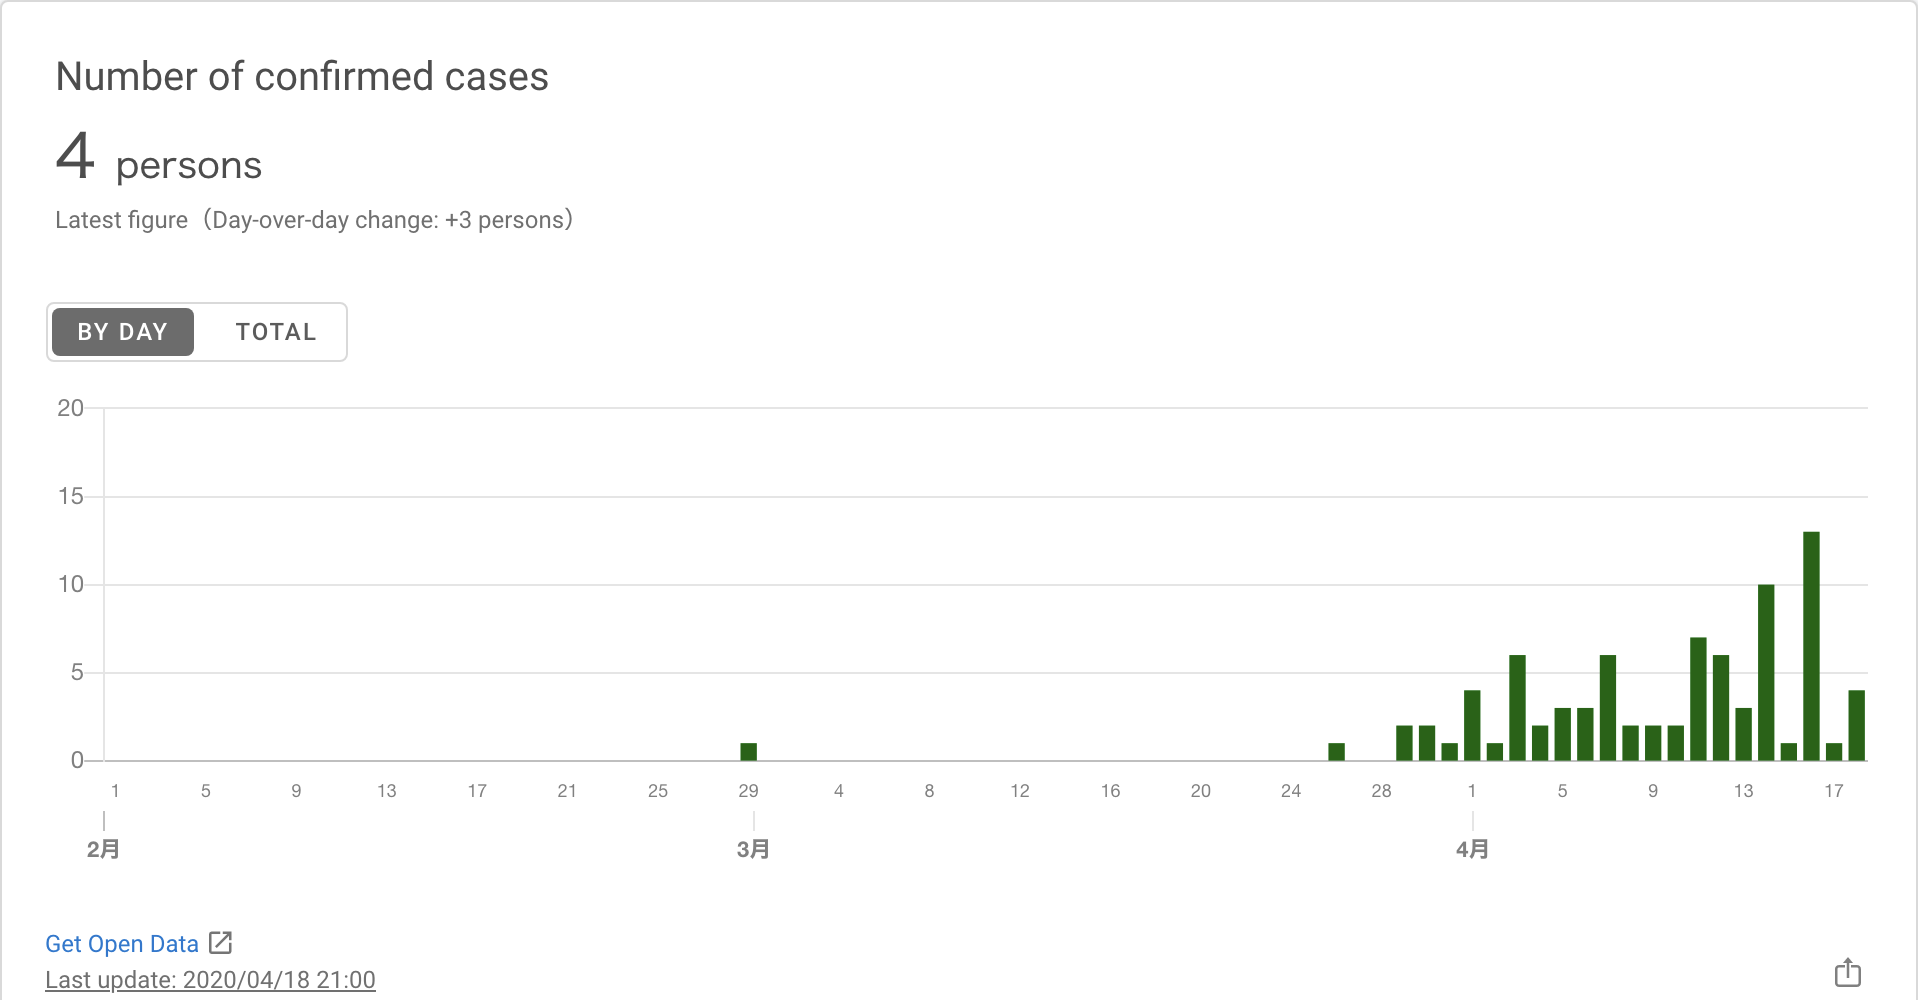 Number of confirmed cases
4 persons
Latest figure（Day-over-day change: +3 persons）
BY DAY TOTAL
20
15
10
5
0
1 5 9 13 17 21 25 29 4 8 12 16 20 24 28 1 5 9 13 17
2月 3月 4月
Get Open Data
Last update: 2020/04/18 21:00